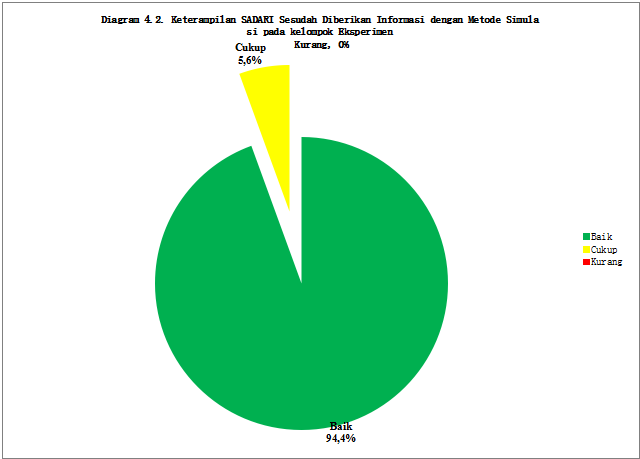 Diagram 4.2. Keterampilan SADARI Sesudah Diberikan Informasi dengan Metode Simula
si pada kelompok Eksperimen
Kurang, 0%
Cukup
5,6%
Baik
Cukup
Kurang
Baik
94,4%